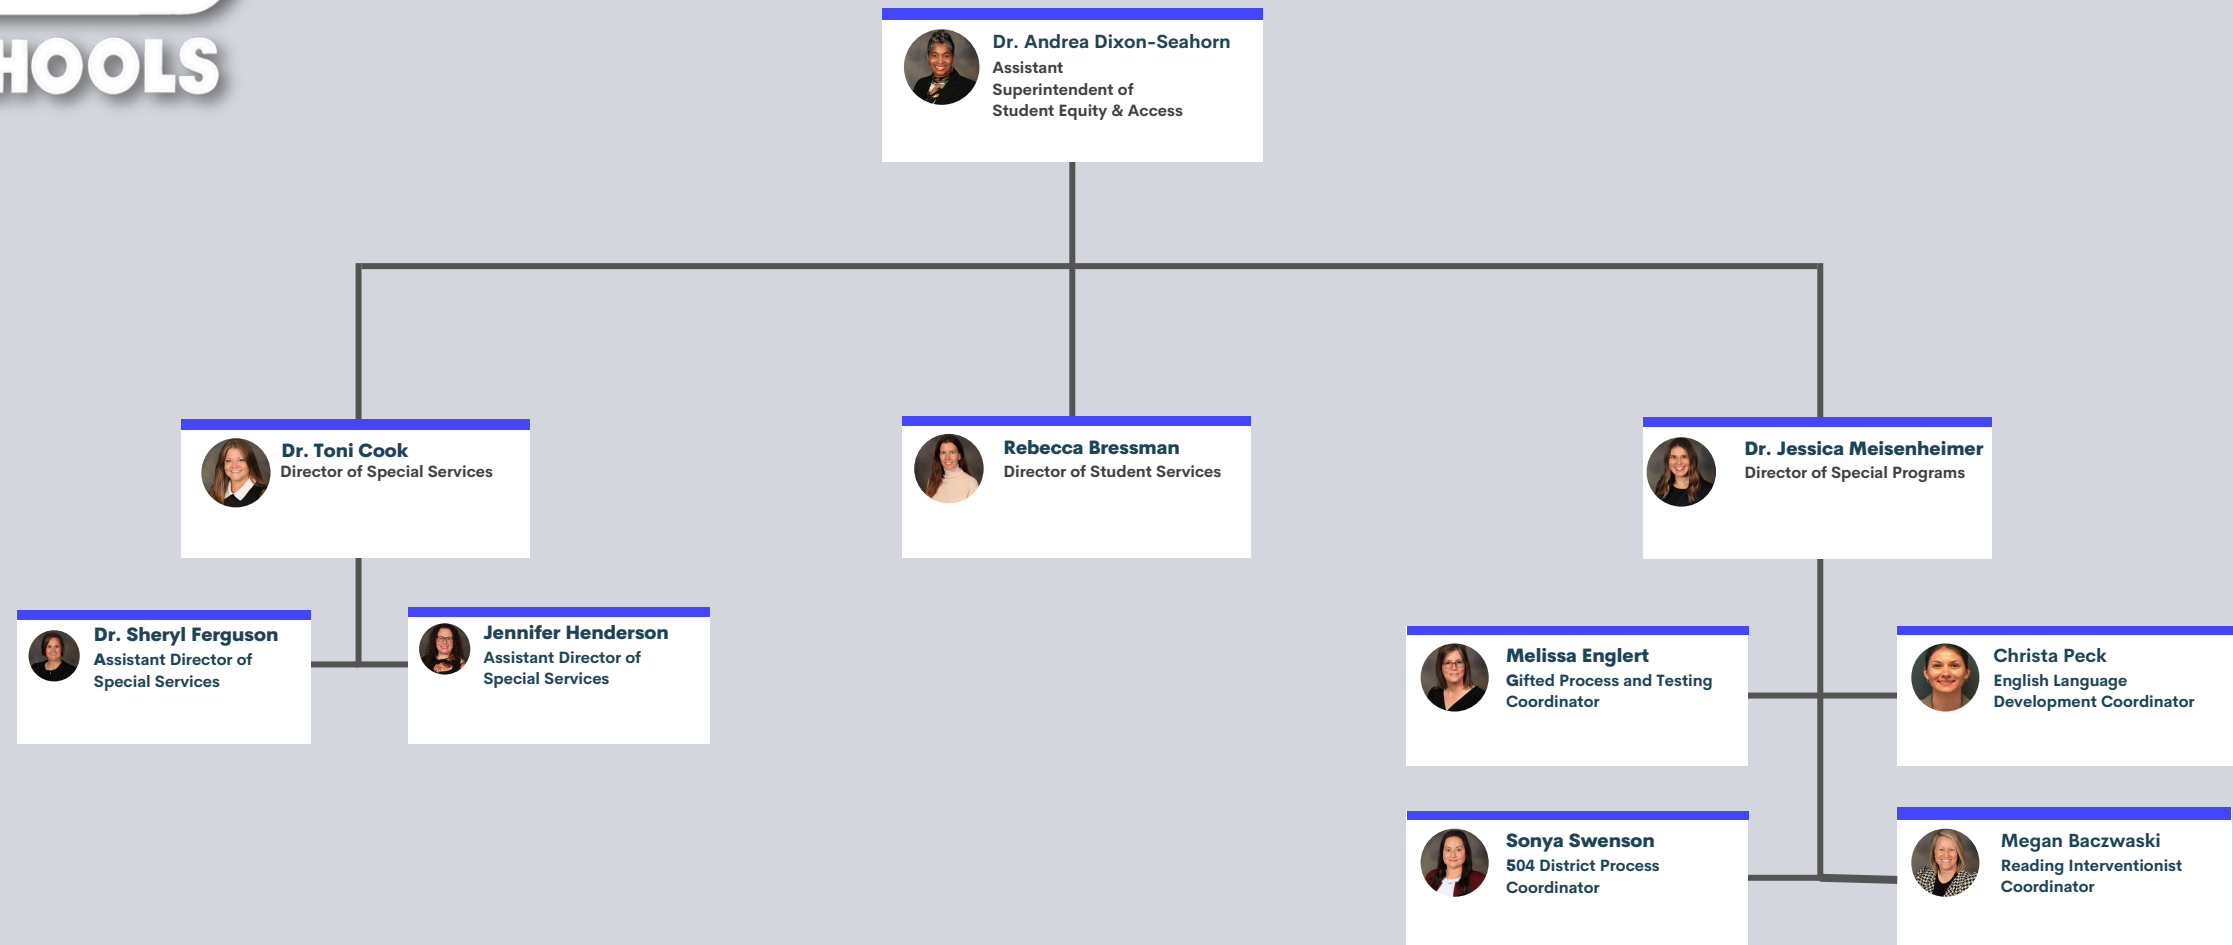 HOOLS
Dr. Andrea Dixon-Seahorn
Assistant
Superintendent of
Student Equity & Access
Dr. Toni Cook
Director of Special Services
Rebecca Bressman
Director of Student Services
Dr. Jessica Meisenheimer
Director of Special Programs
Dr. Sheryl Ferguson
Assistant Director of
Special Services
Jennifer Henderson
Assistant Director of
Special Services
Melissa Englert
Gifted Process and Testing
Coordinator
Christa Peck
English Language
Development Coordinator
Sonya Swenson
504 District Process
Coordinator
Megan Baczwaski
Reading Interventionist
Coordinator